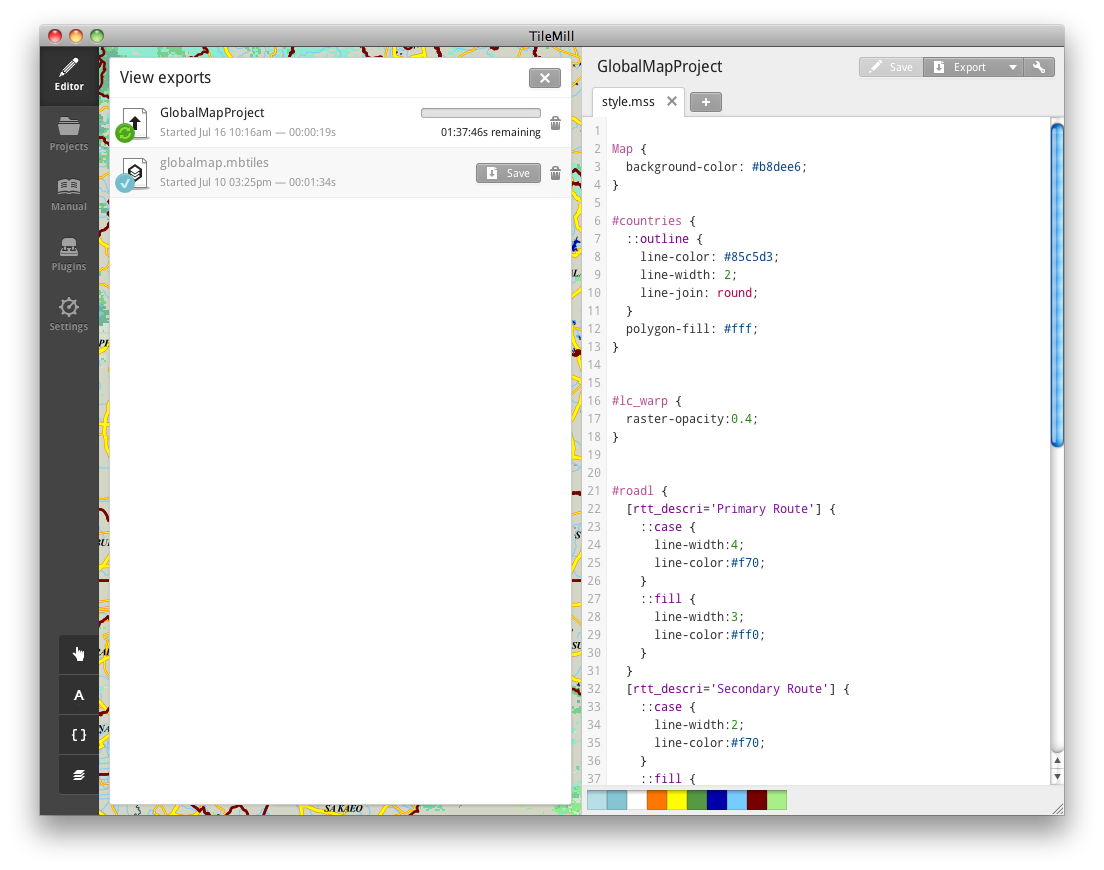 TileMill
Editor
Projects
Manual
Plugins
Settings
A
{}
View exports
GlobalMapProject
Started Jul 16 10:16am — 00:00:19s
01:37:46s remaining
globalmap.mbtiles
Started Jul 10 03:25pm — 00:01:34s
Save
SA KAEO
GlobalMapProject
Save
Export
style.mss
+
1
2 Map {
3 background-color: #b8dee6;
4 }
5
6 #countries {
7 ::outline {
8 line-color: #85c5d3;
9 line-width: 2;
10 line-join: round;
11 }
12 polygon-fill: #fff;
13 }
14
15
16 #lc_warp {
17 raster-opacity:0.4;
18 }
19
20
21 #roadl {
22 [rtt_descri='Primary Route'] {
23 ::case {
24 line-width:4;
25 line-color:#f70;
26 }
27 ::fill {
28 line-width:3;
29 line-color:#ff0;
30 }
31 }
32 [rtt_descri='Secondary Route'] {
33 ::case {
34 line-width:2;
35 line-color:#f70;
36 }
37 ::fill {